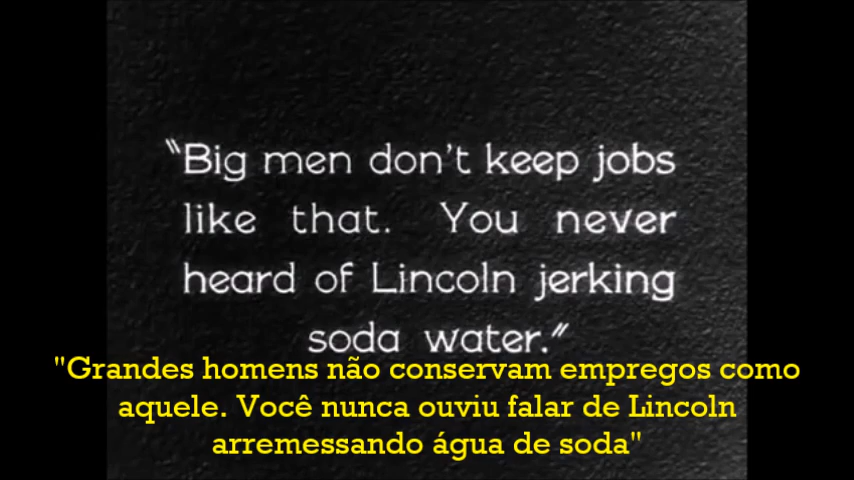 “Big men don't keep jobs
like that. You never
heard of Lincoln jerking
soda water.”
"Grandes homens não conservam empregos como
aquele. Você nunca ouviu falar de Lincoln
arremessando água de soda"